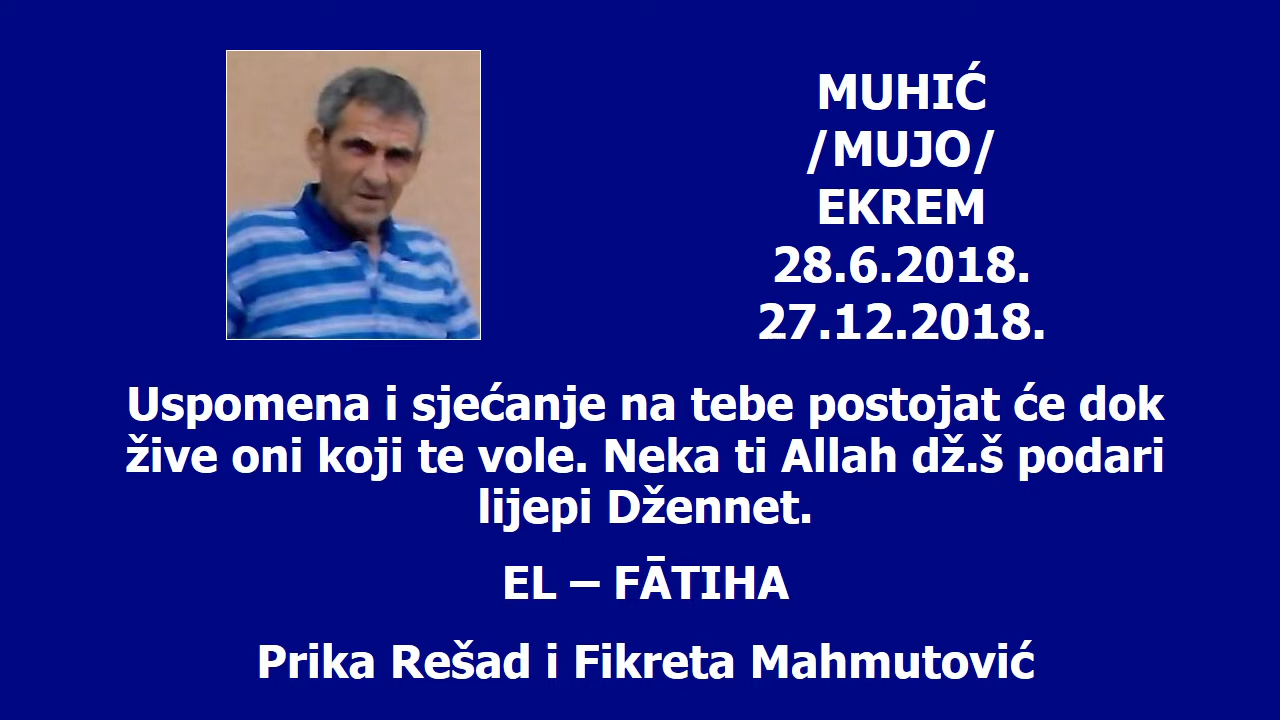 MUHIĆ
/MUJO/
EKREM
28.6.2018.
27.12.2018.
Uspomena i sjećanje na tebe postojat će dok
žive oni koji te vole. Neka ti Allah dž.š podari
lijepi Džennet.
EL – FĀTIHA
Prika Rešad i Fikreta Mahmutović